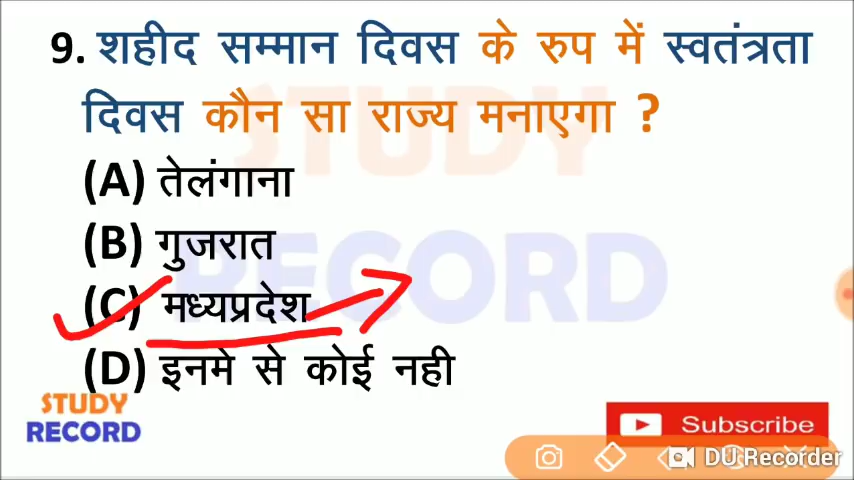 9. शहीद सम्मान दिवस के रुप में स्वतंत्रता
दिवस कौन सा राज्य मनाएगा ?
(A) तेलंगाना
(B) गुजरात
(C) मध्यप्रदेश
(D) इनमे से कोई नही
STUDY
RECORD
STUDY
RECORD
Subscribe
DU Recorder